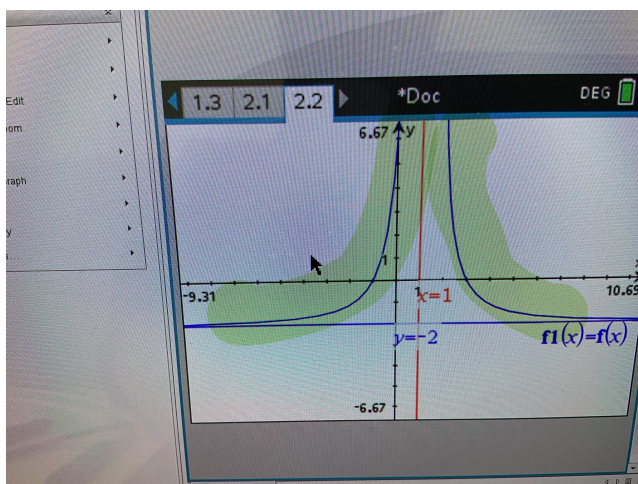 1.3 2.1 2.2 *Doc DEG
Edit
oom
raph
y
s...
6.67 y
1
x
-9.31 1 x=1 10.69
y=-2 f1(x)=f(x)
-6.67